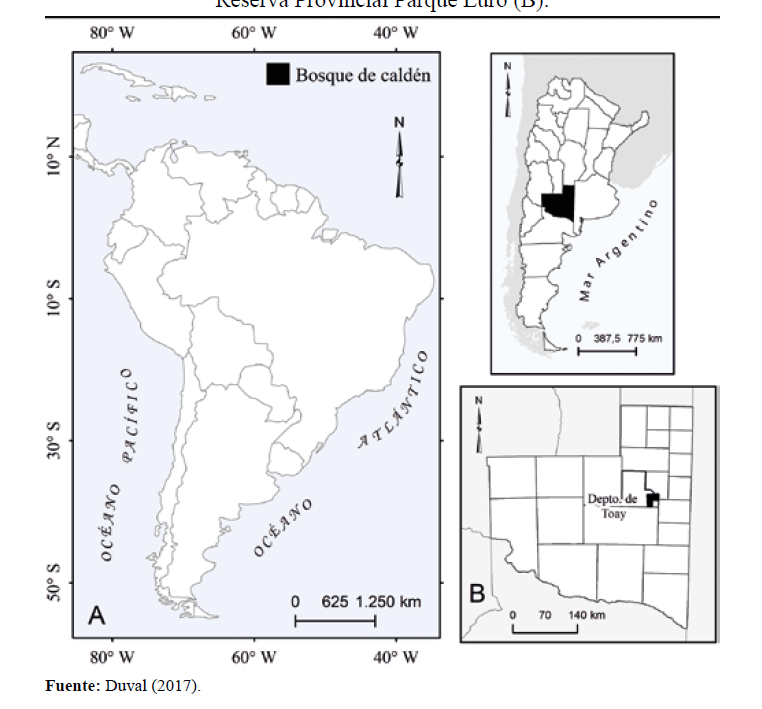 Reserva Provincial Parque Luro (B).
80° W 60° W 40° W
Bosque de caldén
N
10° N
10° S
30° S
50° S
OCÉANO PACÍFICO
OCÉANO ATLÁNTICO
0 625 1.250 km
A
80° W 60° W 40° W
N
Mar Argentino
0 387,5 775 km
N
Depto. de
Toay
B
0 70 140 km
Fuente: Duval (2017).